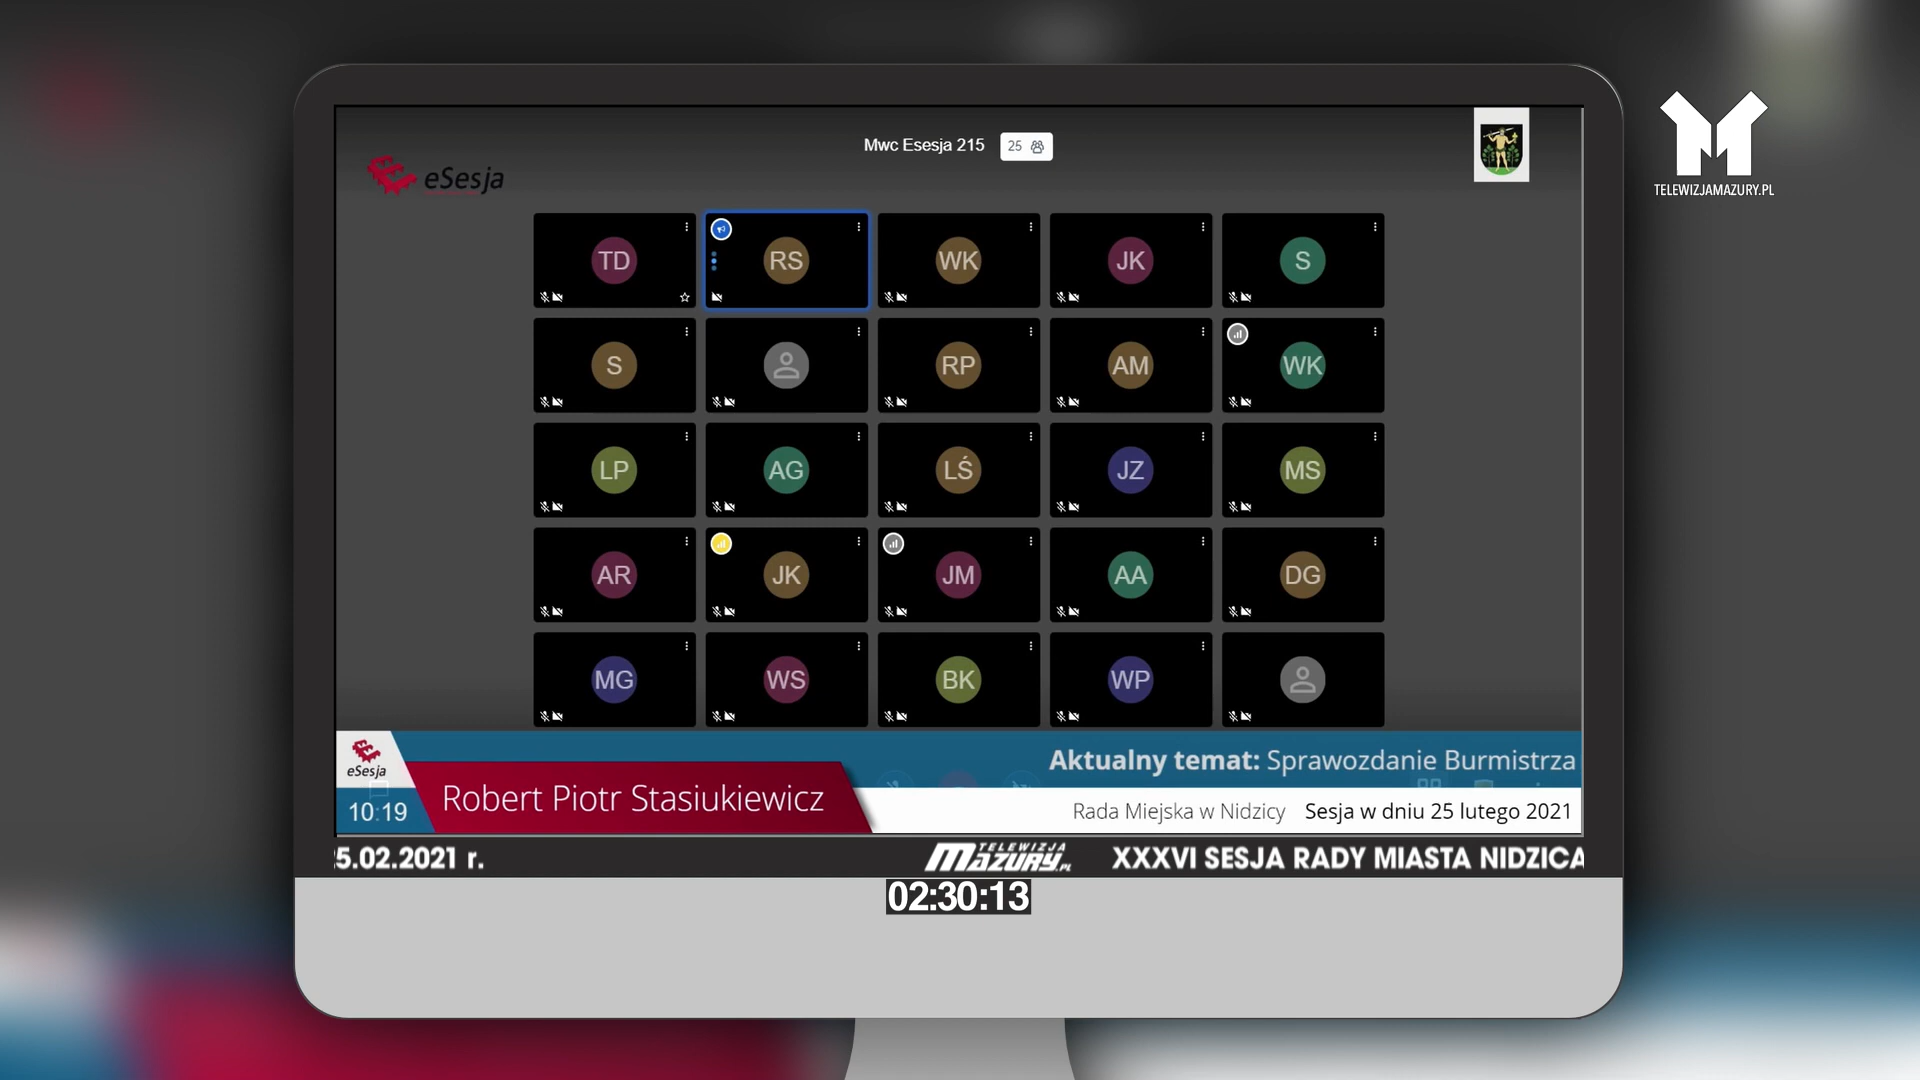 Mwc Esesja 215 25
eSesja
TELEWIZJAMAZURY.PL
TD RS WK JK S
S RP AM WK
LP AG LŚ JZ MS
AR JK JM AA DG
MG WS BK WP
eSesja
10:19
Aktualny temat: Sprawozdanie Burmistrza
Robert Piotr Stasiukiewicz
Rada Miejska w Nidzicy Sesja w dniu 25 lutego 2021
5.02.2021 r. TELEWIZJA MAZURY.PL XXXVI SESJA RADY MIASTA NIDZICA
02:30:13